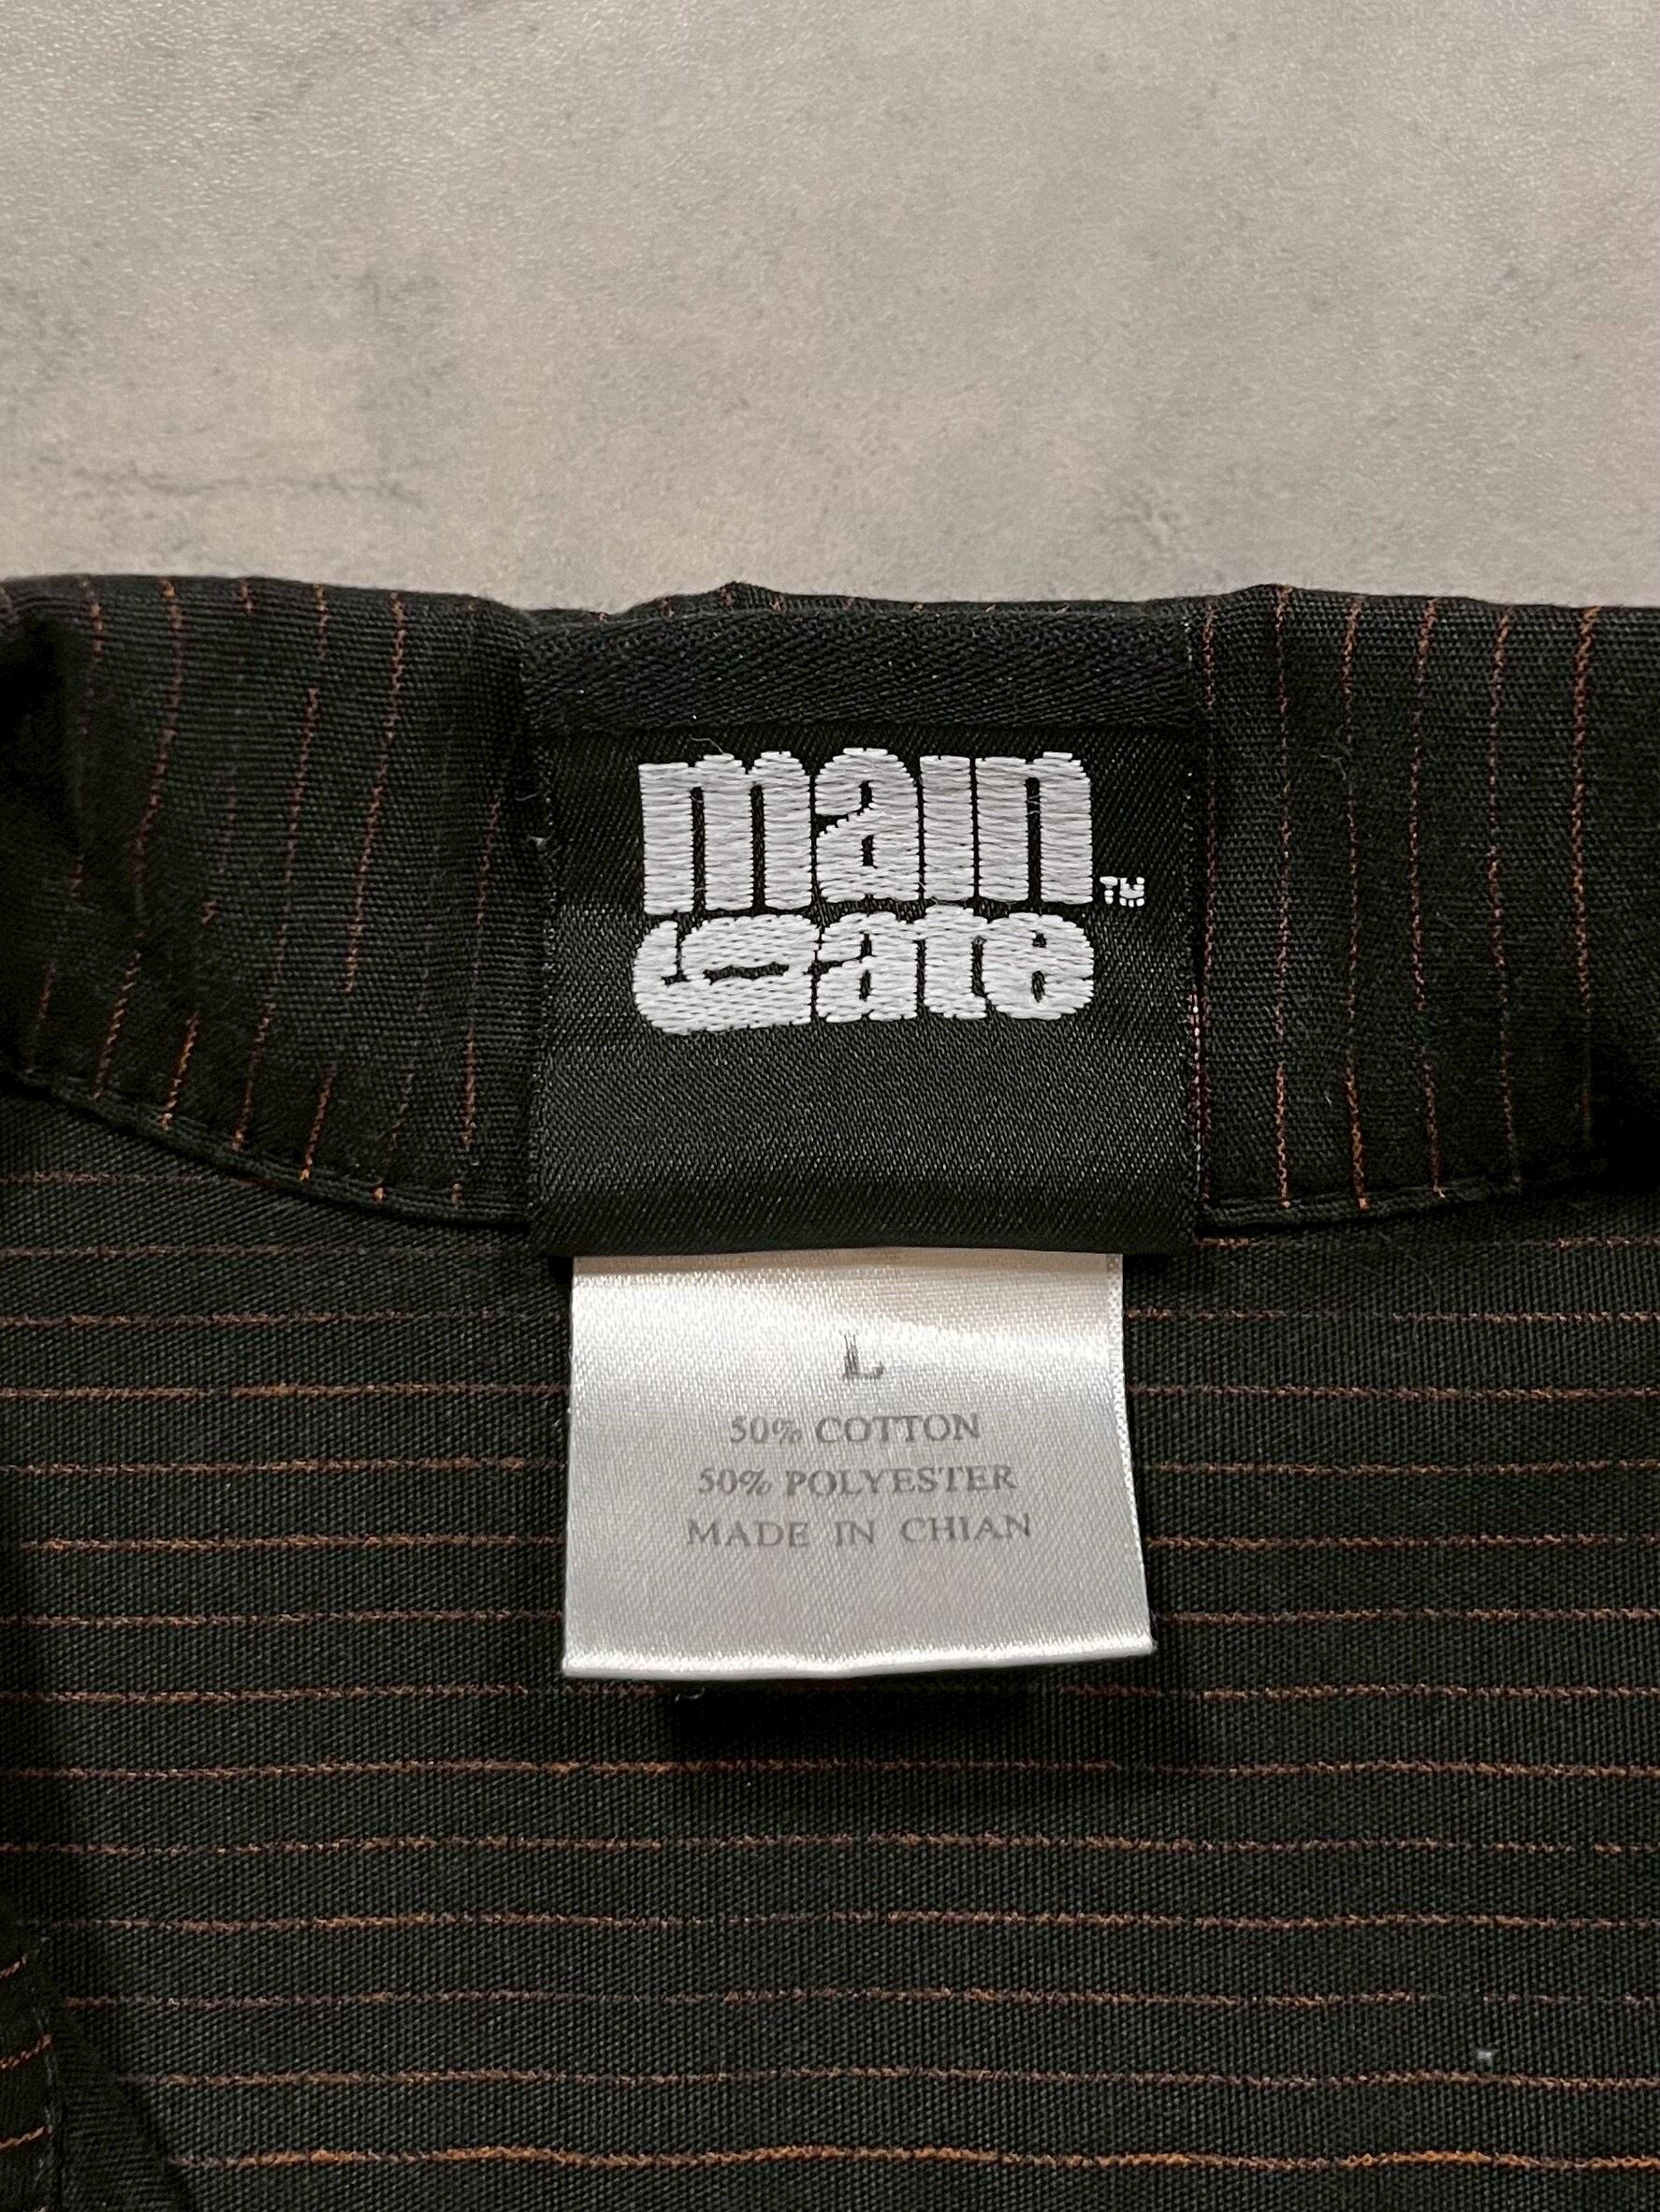 main
Gate
TM
L
50% COTTON
50% POLYESTER
MADE IN CHIAN